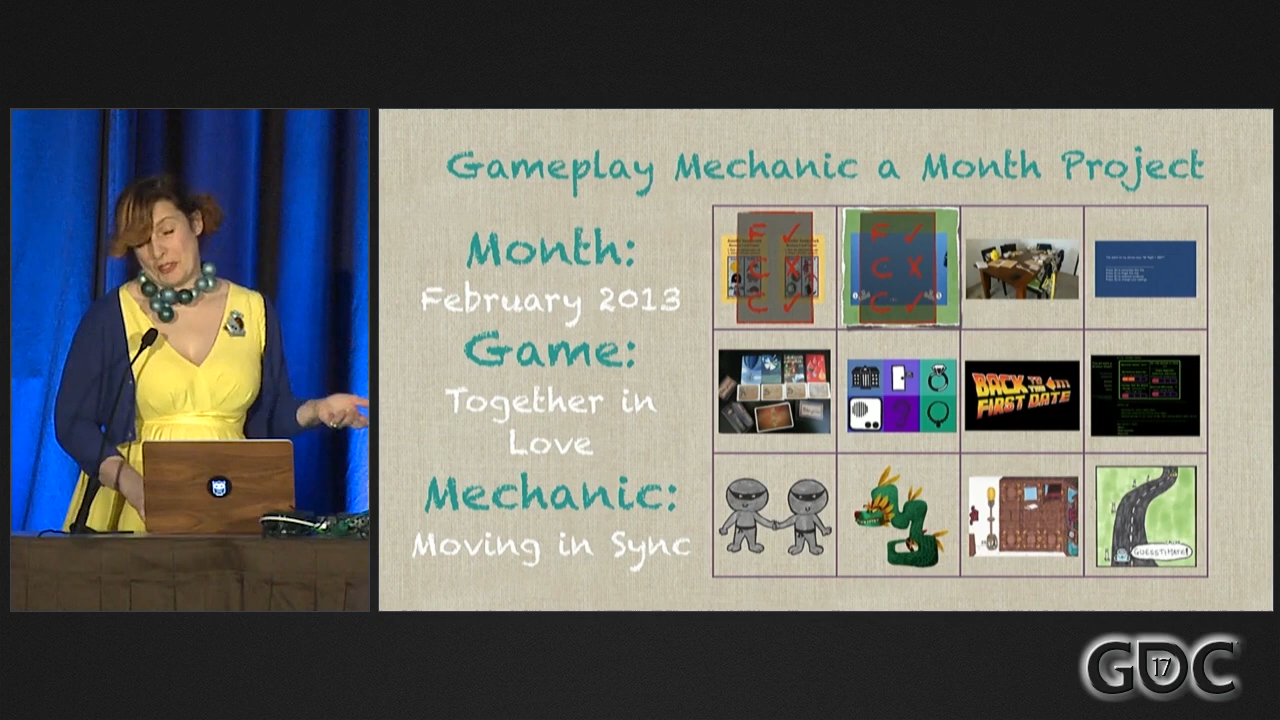 Gameplay Mechanic a Month Project
Month:
February 2013
Game:
Together in
Love
Mechanic:
Moving in Sync
F ✓
C X
C ✓
F ✓
C X
C ✓
BACK TO THE
FIRST DATE
GUESSTIMATE!
GDC
17